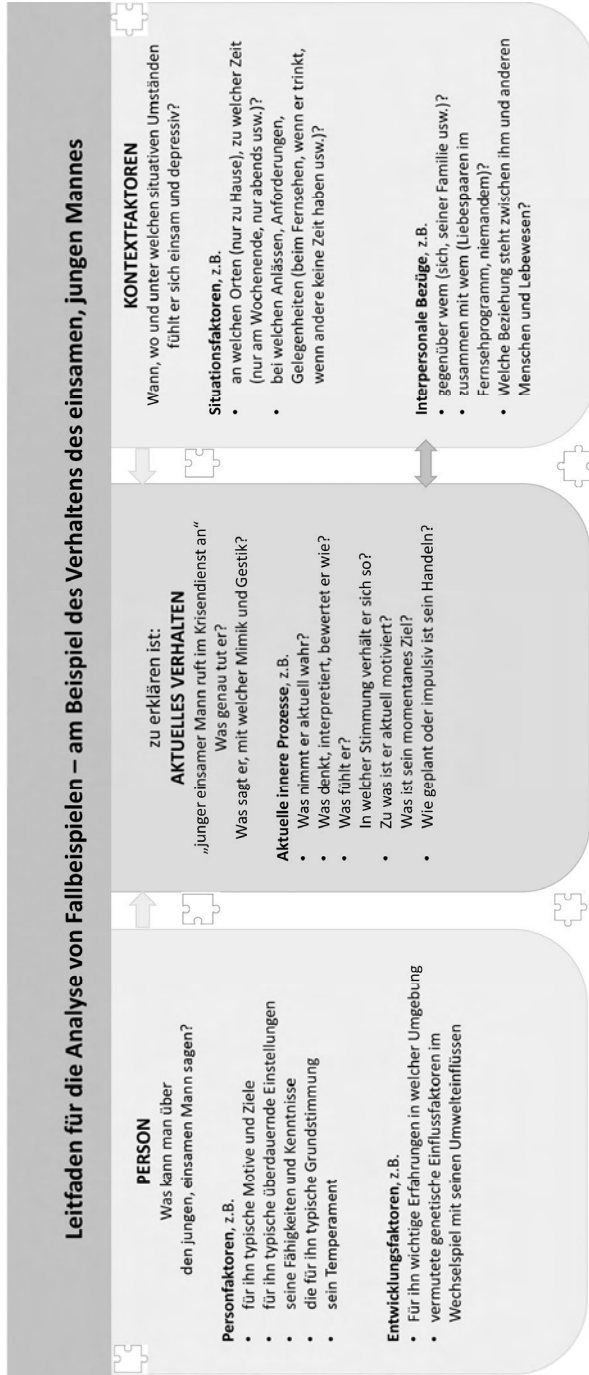 Leitfaden für die Analyse von Fallbeispielen – am Beispiel des Verhaltens des einsamen, jungen Mannes
PERSON
Was kann man über
den jungen, einsamen Mann sagen?
Personfaktoren, z.B.
• für ihn typische Motive und Ziele
• für ihn typische überdauernde Einstellungen
• seine Fähigkeiten und Kenntnisse
• die für ihn typische Grundstimmung
• sein Temperament
Entwicklungsfaktoren, z.B.
• Für ihn wichtige Erfahrungen in welcher Umgebung
• vermutete genetische Einflussfaktoren im
Wechselspiel mit seinen Umwelteinflüssen
zu erklären ist:
AKTUELLES VERHALTEN
„junger einsamer Mann ruft im Krisendienst an“
Was genau tut er?
Was sagt er, mit welcher Mimik und Gestik?
Aktuelle innere Prozesse, z.B.
• Was nimmt er aktuell wahr?
• Was denkt, interpretiert, bewertet er wie?
• Was fühlt er?
In welcher Stimmung verhält er sich so?
• Zu was ist er aktuell motiviert?
Was ist sein momentanes Ziel?
• Wie geplant oder impulsiv ist sein Handeln?
KONTEXTFAKTOREN
Wann, wo und unter welchen situativen Umständen
fühlt er sich einsam und depressiv?
Situationsfaktoren, z.B.
• an welchen Orten (nur zu Hause), zu welcher Zeit
(nur am Wochenende, nur abends usw.)?
• bei welchen Anlässen, Anforderungen,
Gelegenheiten (beim Fernsehen, wenn er trinkt,
wenn andere keine Zeit haben usw.)?
Interpersonale Bezüge, z.B.
• gegenüber wem (sich, seiner Familie usw.)?
• zusammen mit wem (Liebespaaren im
Fernsehprogramm, niemandem)?
• Welche Beziehung steht zwischen ihm und anderen
Menschen und Lebewesen?